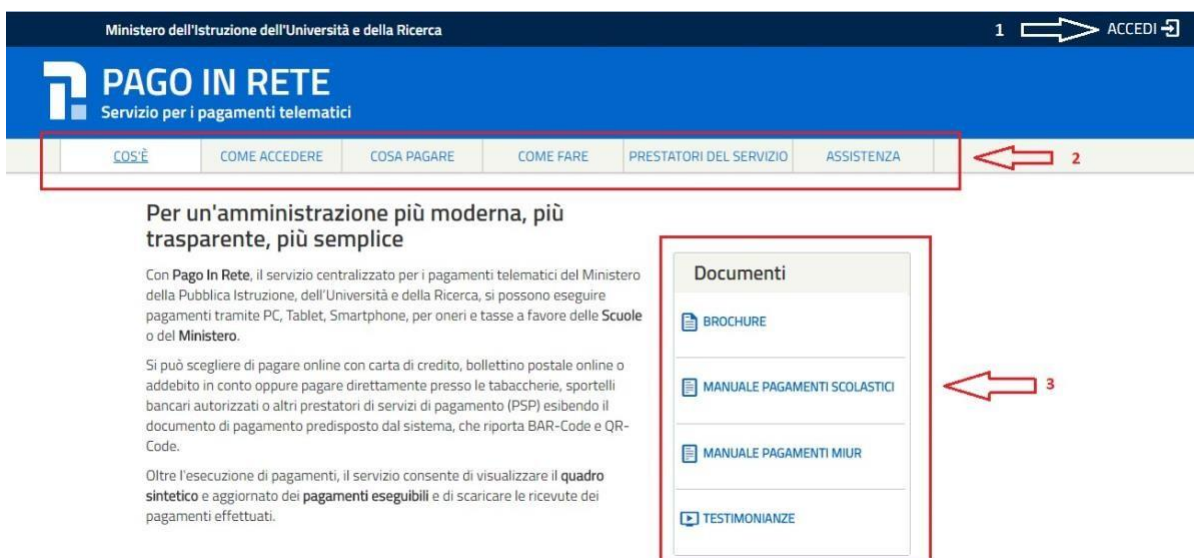 Ministero dell'Istruzione dell'Università e della Ricerca
1
ACCEDI
PAGO IN RETE
Servizio per i pagamenti telematici
COS'È
COME ACCEDERE
COSA PAGARE
COME FARE
PRESTATORI DEL SERVIZIO
ASSISTENZA
2
Per un'amministrazione più moderna, più
trasparente, più semplice
Con Pago In Rete, il servizio centralizzato per i pagamenti telematici del Ministero
della Pubblica Istruzione, dell'Università e della Ricerca, si possono eseguire
pagamenti tramite PC, Tablet, Smartphone, per oneri e tasse a favore delle Scuole
o del Ministero.
Si può scegliere di pagare online con carta di credito, bollettino postale online o
addebito in conto oppure pagare direttamente presso le tabaccherie, sportelli
bancari autorizzati o altri prestatori di servizi di pagamento (PSP) esibendo il
documento di pagamento predisposto dal sistema, che riporta BAR-Code e QR-
Code.
Oltre l'esecuzione di pagamenti, il servizio consente di visualizzare il quadro
sintetico e aggiornato dei pagamenti eseguibili e di scaricare le ricevute dei
pagamenti effettuati.
Documenti
BROCHURE
MANUALE PAGAMENTI SCOLASTICI
MANUALE PAGAMENTI MIUR
TESTIMONIANZE
3